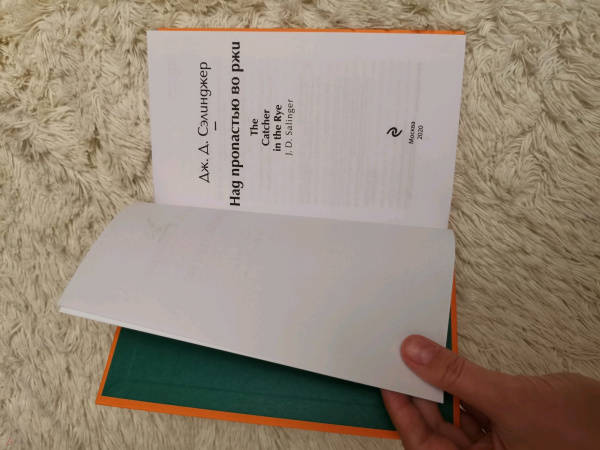 Дж. Д. Сэлинджер
Над пропастью во ржи
The
Catcher
in the Rye
J. D. Salinger
Москва
2020